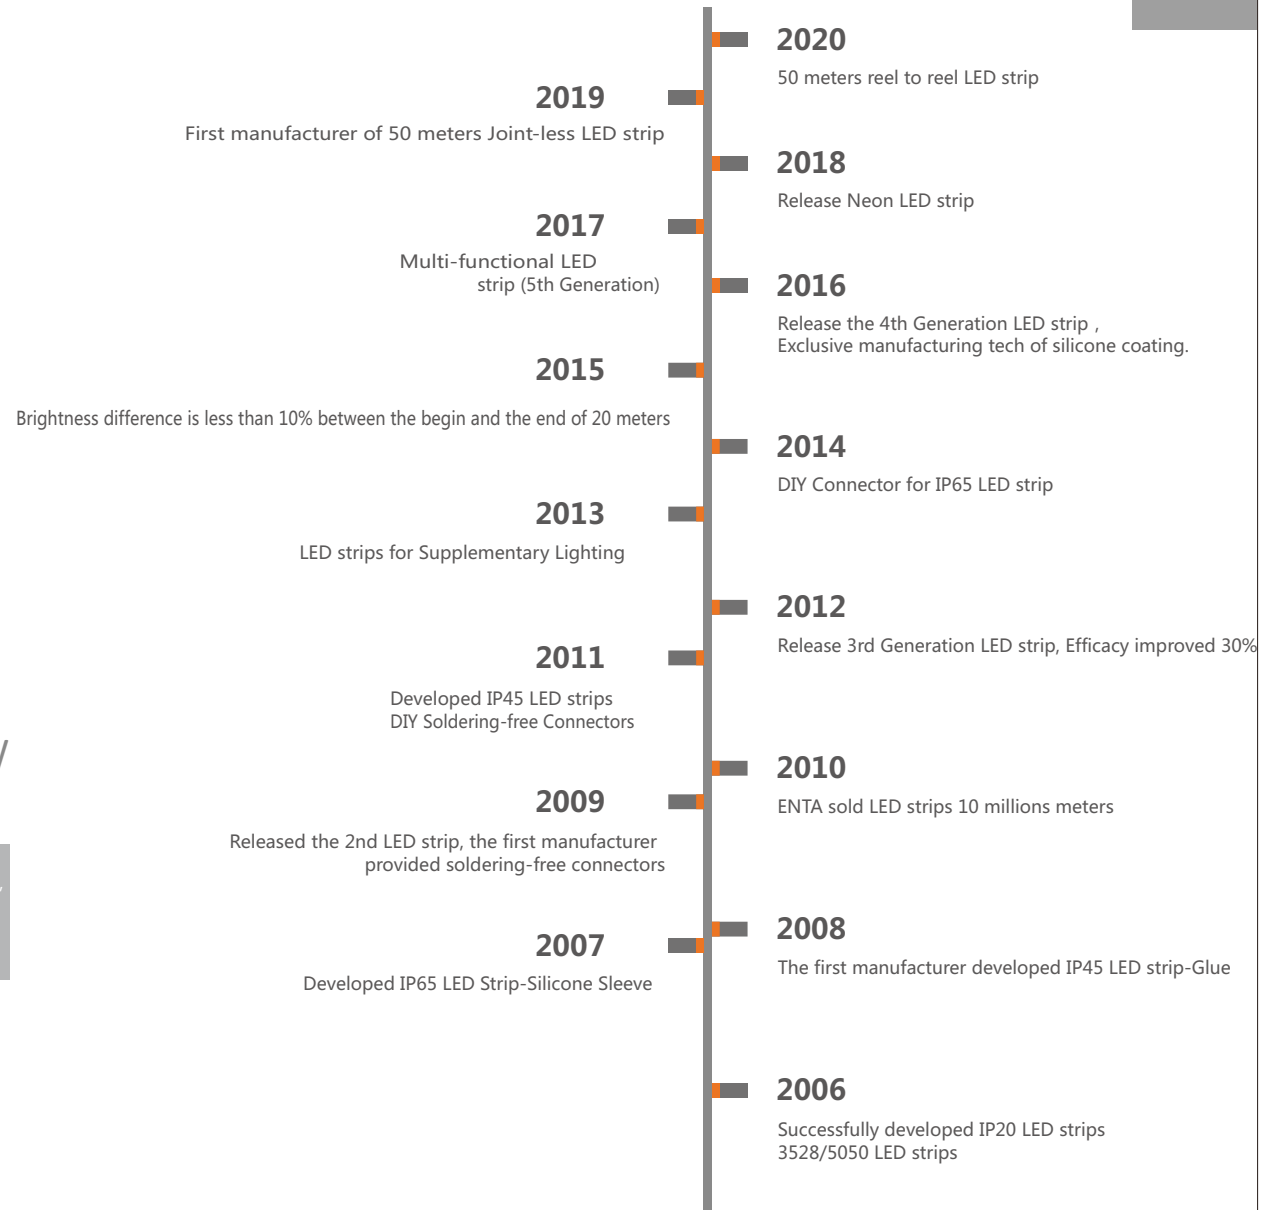 2020
50 meters reel to reel LED strip
2019
First manufacturer of 50 meters Joint-less LED strip
2018
Release Neon LED strip
2017
Multi-functional LED
strip (5th Generation)
2016
Release the 4th Generation LED strip ,
Exclusive manufacturing tech of silicone coating.
2015
Brightness difference is less than 10% between the begin and the end of 20 meters
2014
DIY Connector for IP65 LED strip
2013
LED strips for Supplementary Lighting
2012
Release 3rd Generation LED strip, Efficacy improved 30%
2011
Developed IP45 LED strips
DIY Soldering-free Connectors
2010
ENTA sold LED strips 10 millions meters
2009
Released the 2nd LED strip, the first manufacturer
provided soldering-free connectors
2008
The first manufacturer developed IP45 LED strip-Glue
2007
Developed IP65 LED Strip-Silicone Sleeve
2006
Successfully developed IP20 LED strips
3528/5050 LED strips